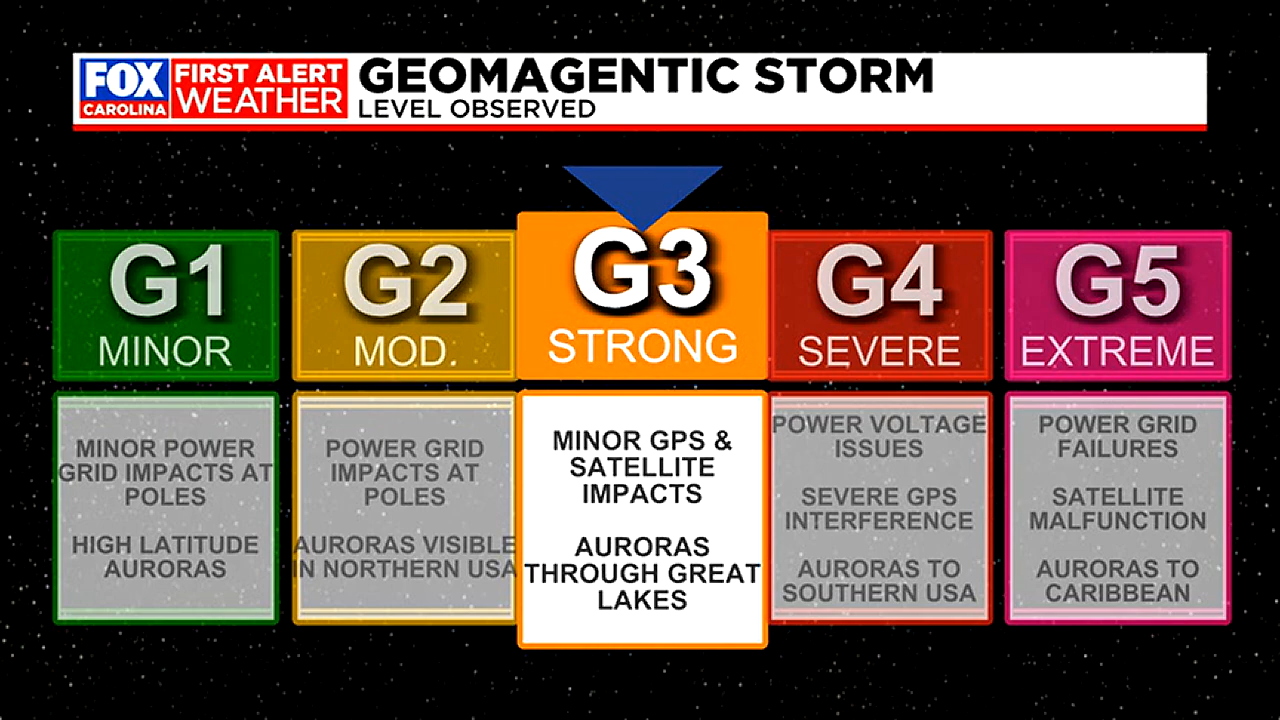 FOX CAROLINA
FIRST ALERT
WEATHER
GEOMAGENTIC STORM
LEVEL OBSERVED
G1
MINOR
MINOR POWER
GRID IMPACTS AT
POLES
HIGH LATITUDE
AURORAS
G2
MOD.
POWER GRID
IMPACTS AT
POLES
AURORAS VISIBLE
IN NORTHERN USA
G3
STRONG
MINOR GPS &
SATELLITE
IMPACTS
AURORAS
THROUGH GREAT
LAKES
G4
SEVERE
POWER VOLTAGE
ISSUES
SEVERE GPS
INTERFERENCE
AURORAS TO
SOUTHERN USA
G5
EXTREME
POWER GRID
FAILURES
SATELLITE
MALFUNCTION
AURORAS TO
CARIBBEAN